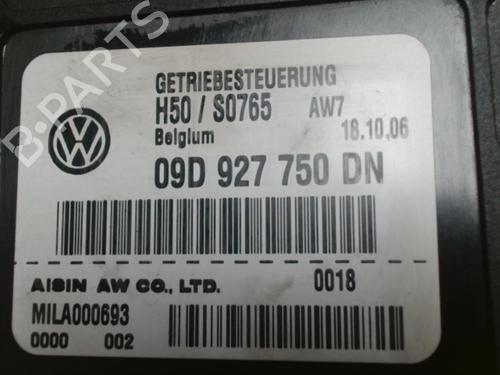 B-PARTS
GETRIEBESTEUERUNG
H50 / S0765 AW7
Belgium 18.10.06
09D 927 750 DN
AISIN AW CO., LTD. 0018
MILA000693
0000 002